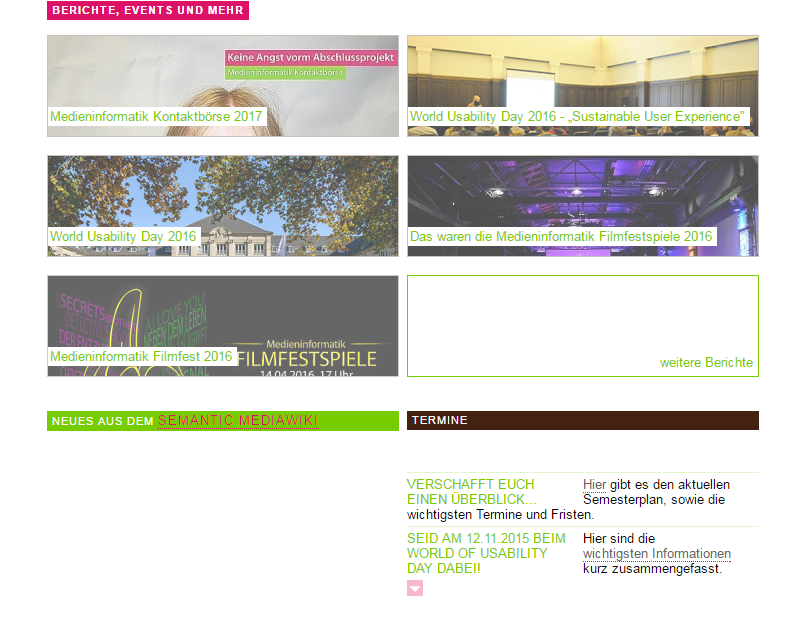 BERICHTE, EVENTS UND MEHR
Keine Angst vorm Abschlussprojekt
Medieninformatik Kontaktbörse
Medieninformatik Kontaktbörse 2017
World Usability Day 2016 - „Sustainable User Experience"
World Usability Day 2016
Das waren die Medieninformatik Filmfestspiele 2016
SECRETS
ALL LOVE YOU
NEBEN DEM LEBEN
Medieninformatik
FILMFESTSPIELE
14.04.2016, 17 Uhr
Medieninformatik Filmfest 2016
weitere Berichte
NEUES AUS DEM SEMANTIC MEDIAWIKI
TERMINE
VERSCHAFFT EUCH
EINEN ÜBERBLICK...
Hier gibt es den aktuellen
Semesterplan, sowie die
wichtigsten Termine und Fristen.
SEID AM 12.11.2015 BEIM
WORLD OF USABILITY
DAY DABEI!
Hier sind die
wichtigsten Informationen
kurz zusammengefasst.